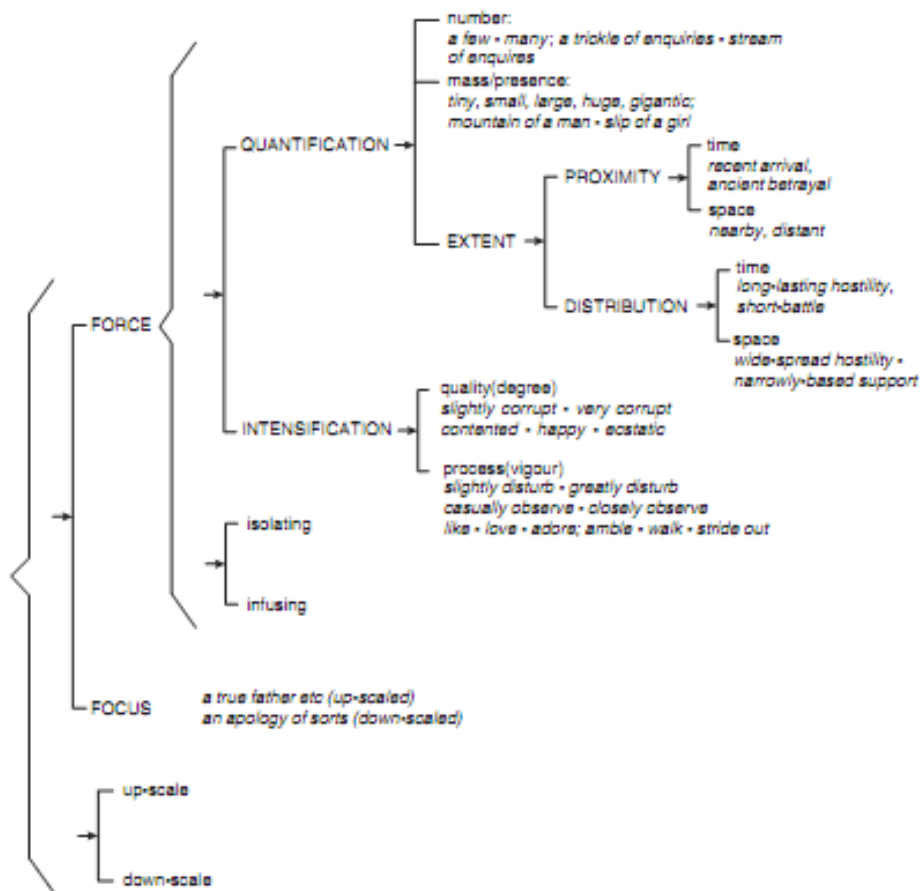 number:
a few - many; a trickle of enquiries - stream
of enquires
mass/presence:
tiny, small, large, huge, gigantic;
mountain of a man - slip of a girl
QUANTIFICATION
time
recent arrival,
ancient betrayal
PROXIMITY
space
nearby, distant
EXTENT
time
long-lasting hostility,
short-battle
DISTRIBUTION
space
wide-spread hostility -
narrowly-based support
FORCE
quality(degree)
slightly corrupt - very corrupt
contented - happy - ecstatic
INTENSIFICATION
process(vigour)
slightly disturb - greatly disturb
casually observe - closely observe
like - love - adore; amble - walk - stride out
isolating
infusing
FOCUS
a true father etc (up-scaled)
an apology of sorts (down-scaled)
up-scale
down-scale